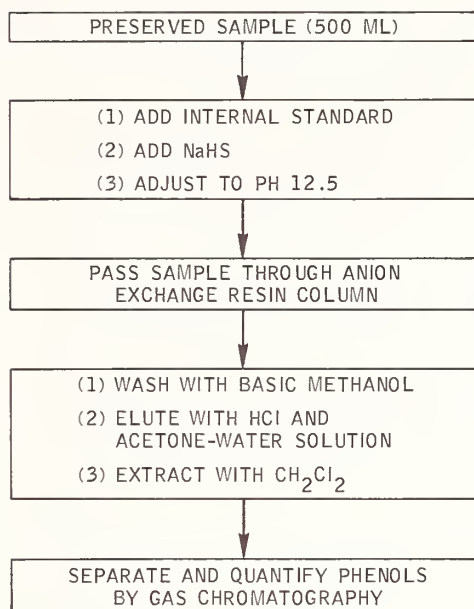 PRESERVED SAMPLE (500 ML)
(1) ADD INTERNAL STANDARD
(2) ADD NaHS
(3) ADJUST TO PH 12.5
PASS SAMPLE THROUGH ANION
EXCHANGE RESIN COLUMN
(1) WASH WITH BASIC METHANOL
(2) ELUTE WITH HCl AND
ACETONE-WATER SOLUTION
(3) EXTRACT WITH CH2Cl2
SEPARATE AND QUANTIFY PHENOLS
BY GAS CHROMATOGRAPHY